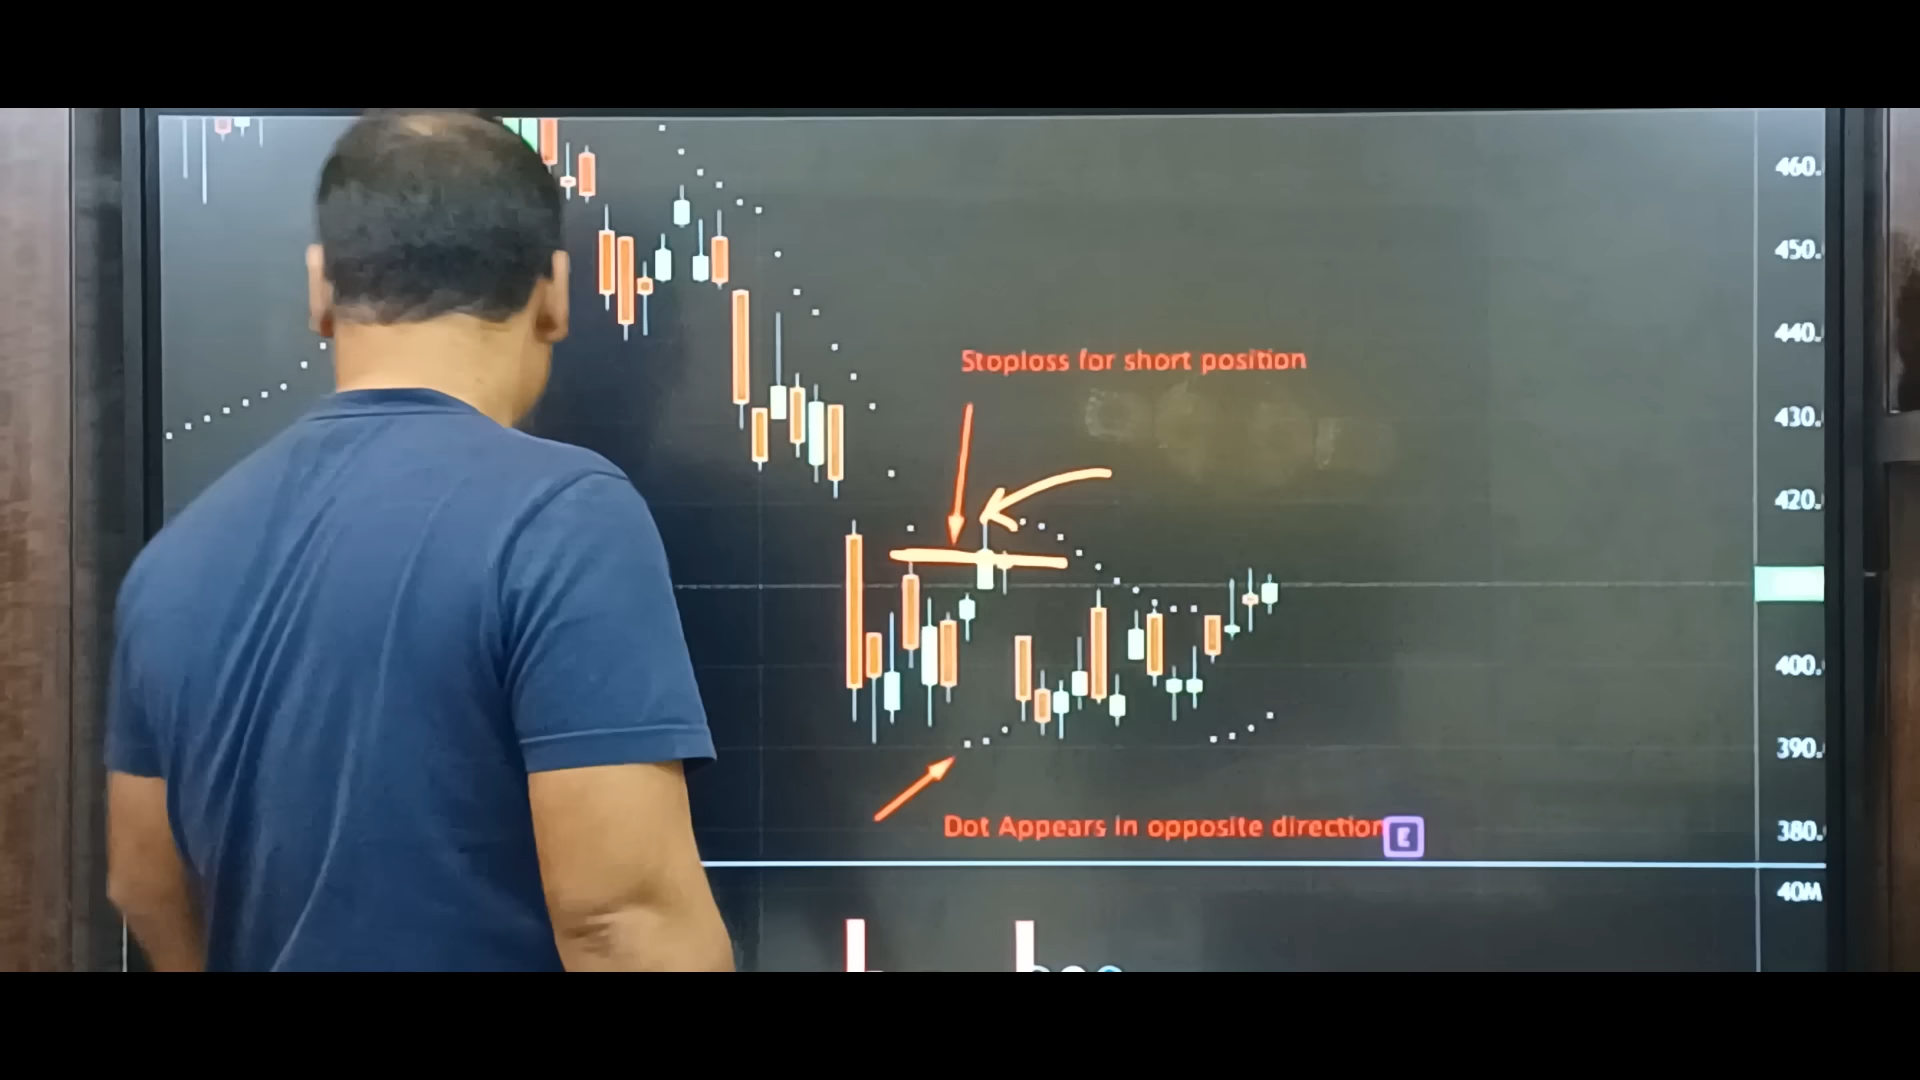 460.
450.
440.
Stoploss for short position
430.
420.
400.
390.
Dot Appears in opposite direction
E
380.
40M